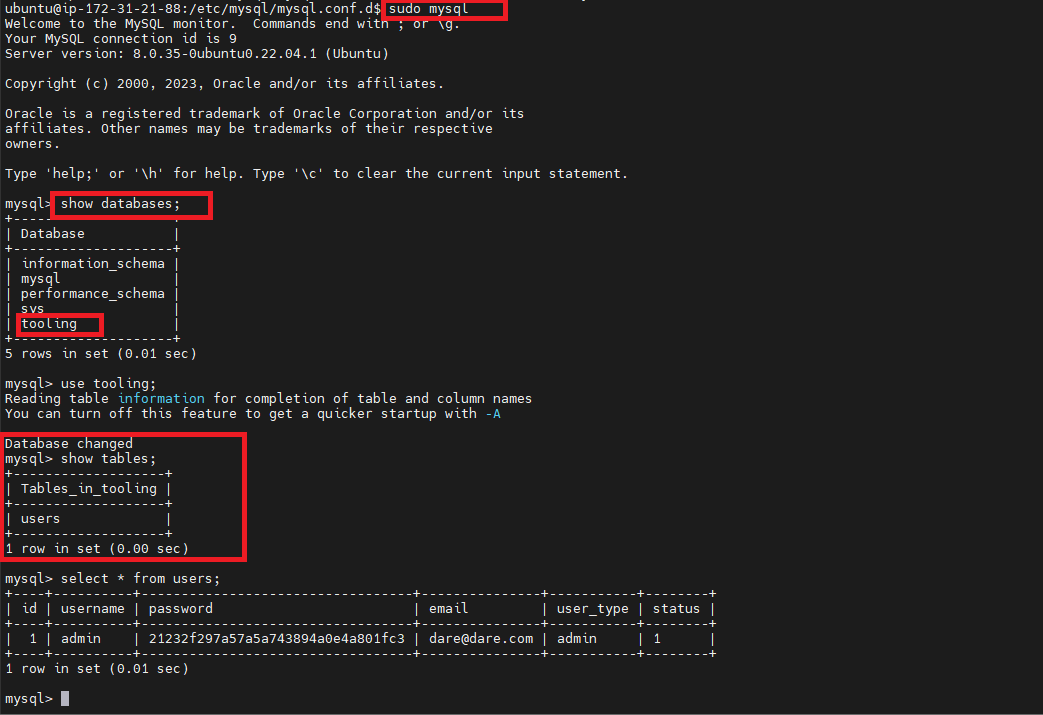 ubuntu@ip-172-31-21-88:/etc/mysql/mysql.conf.d$ sudo mysql
Welcome to the MySQL monitor.  Commands end with ; or \g.
Your MySQL connection id is 9
Server version: 8.0.35-0ubuntu0.22.04.1 (Ubuntu)

Copyright (c) 2000, 2023, Oracle and/or its affiliates.

Oracle is a registered trademark of Oracle Corporation and/or its
affiliates. Other names may be trademarks of their respective
owners.

Type 'help;' or '\h' for help. Type '\c' to clear the current input statement.

mysql> show databases;
+--------------------+
| Database           |
+--------------------+
| information_schema |
| mysql              |
| performance_schema |
| sys                |
| tooling            |
+--------------------+
5 rows in set (0.01 sec)

mysql> use tooling;
Reading table information for completion of table and column names
You can turn off this feature to get a quicker startup with -A

Database changed
mysql> show tables;
+-------------------+
| Tables_in_tooling |
+-------------------+
| users             |
+-------------------+
1 row in set (0.00 sec)

mysql> select * from users;
+----+----------+----------------------------------+---------------+-----------+--------+
| id | username | password                         | email         | user_type | status |
+----+----------+----------------------------------+---------------+-----------+--------+
|  1 | admin    | 21232f297a57a5a743894a0e4a801fc3 | dare@dare.com | admin     | 1      |
+----+----------+----------------------------------+---------------+-----------+--------+
1 row in set (0.01 sec)

mysql>